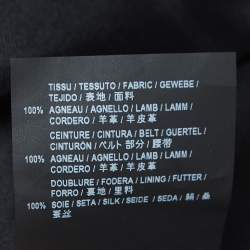 TISSU / TESSUTO / FABRIC / GEWEBE /
TEJIDO / 表地 / 面料
100% AGNEAU / AGNELLO / LAMB / LAMM /
CORDERO / 羊革 / 羊皮革
CEINTURE / CINTURA / BELT / GUERTEL /
CINTURÓN / ベルト 部分 / 腰帶
100% AGNEAU / AGNELLO / LAMB / LAMM /
CORDERO / 羊革 / 羊皮革
DOUBLURE / FODERA / LINING / FUTTER /
FORRO / 裏地 / 里料
100% SOIE / SETA / SILK / SEIDE / SEDA / 絹 / 桑
蚕丝